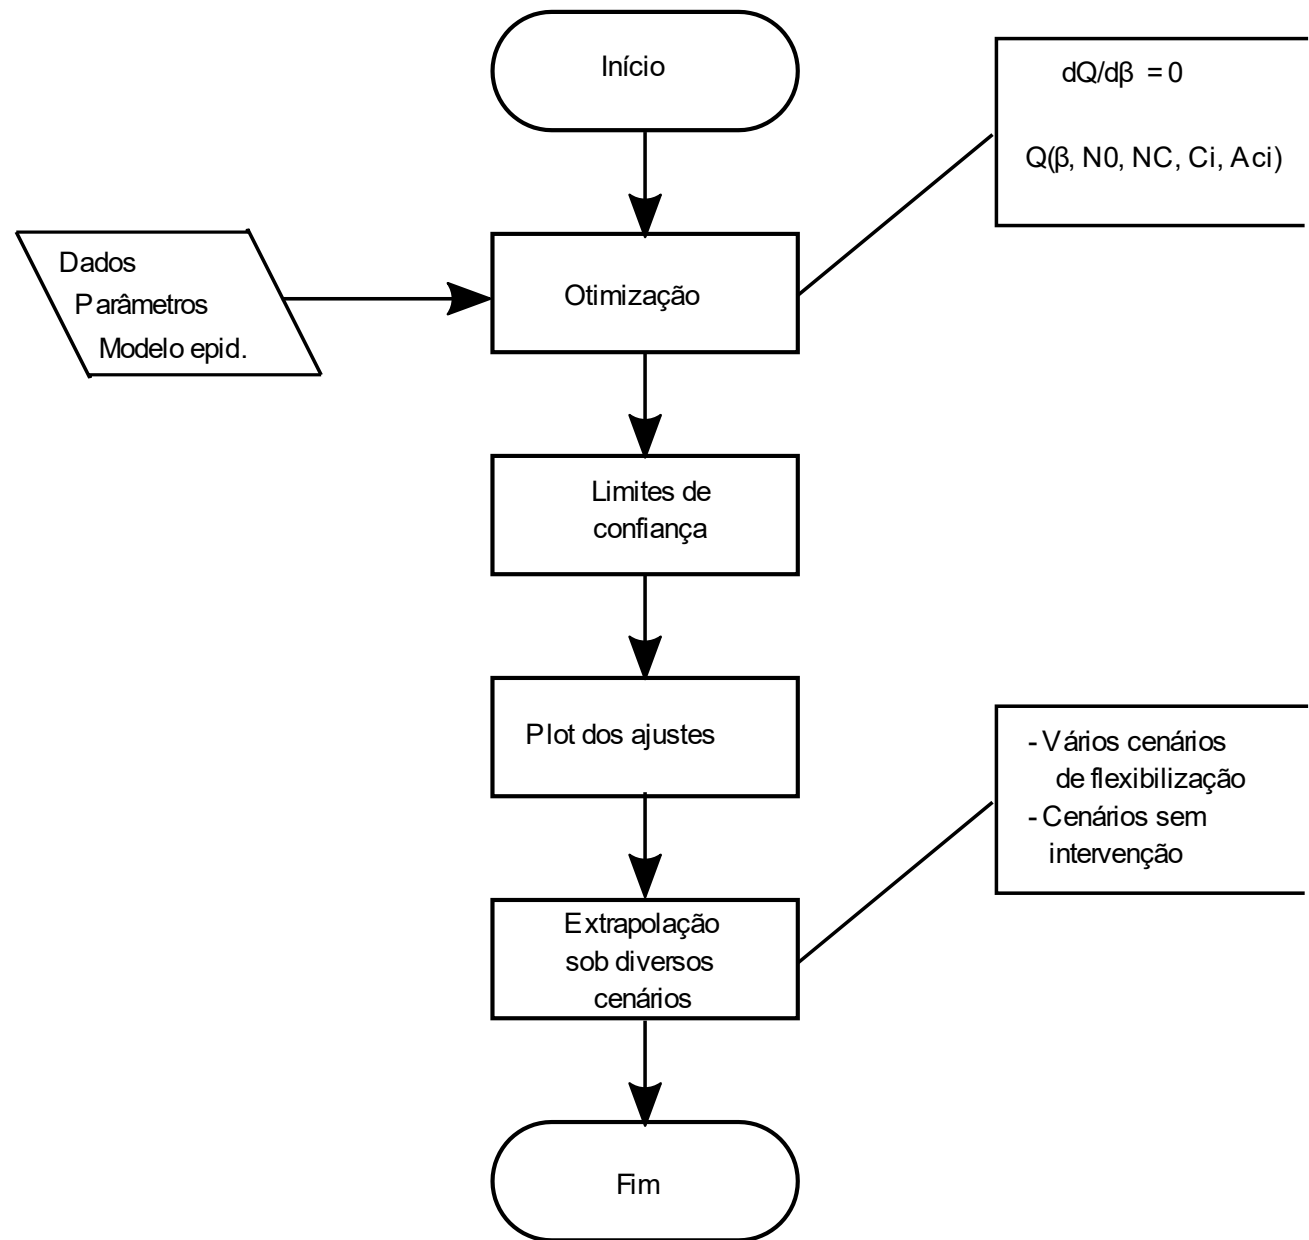 Início
dQ/dβ = 0
Q(β, N0, NC, Ci, Aci)
Dados
Parâmetros
Modelo epid.
Otimização
Limites de
confiança
Plot dos ajustes
- Vários cenários
de flexibilização
- Cenários sem
intervenção
Extrapolação
sob diversos
cenários
Fim